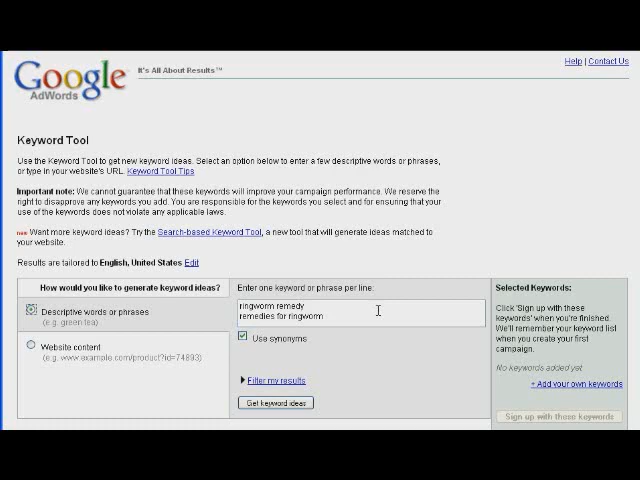 Google
AdWords
It's All About Results™
Help | Contact Us
Keyword Tool
Use the Keyword Tool to get new keyword ideas. Select an option below to enter a few descriptive words or phrases,
or type in your website's URL. Keyword Tool Tips
Important note: We cannot guarantee that these keywords will improve your campaign performance. We reserve the
right to disapprove any keywords you add. You are responsible for the keywords you select and for ensuring that your
use of the keywords does not violate any applicable laws.
new Want more keyword ideas? Try the Search-based Keyword Tool, a new tool that will generate ideas matched to
your website.
Results are tailored to English, United States Edit
How would you like to generate keyword ideas?
Descriptive words or phrases
(e.g. green tea)
Website content
(e.g. www.example.com/product?id=74893)
Enter one keyword or phrase per line:
ringworm remedy
remedies for ringworm
Use synonyms
Filter my results
Get keyword ideas
Selected Keywords:
Click 'Sign up with these
keywords' when you're finished.
We'll remember your keyword list
when you create your first
campaign.
No keywords added yet
+ Add your own keywords
Sign up with these keywords